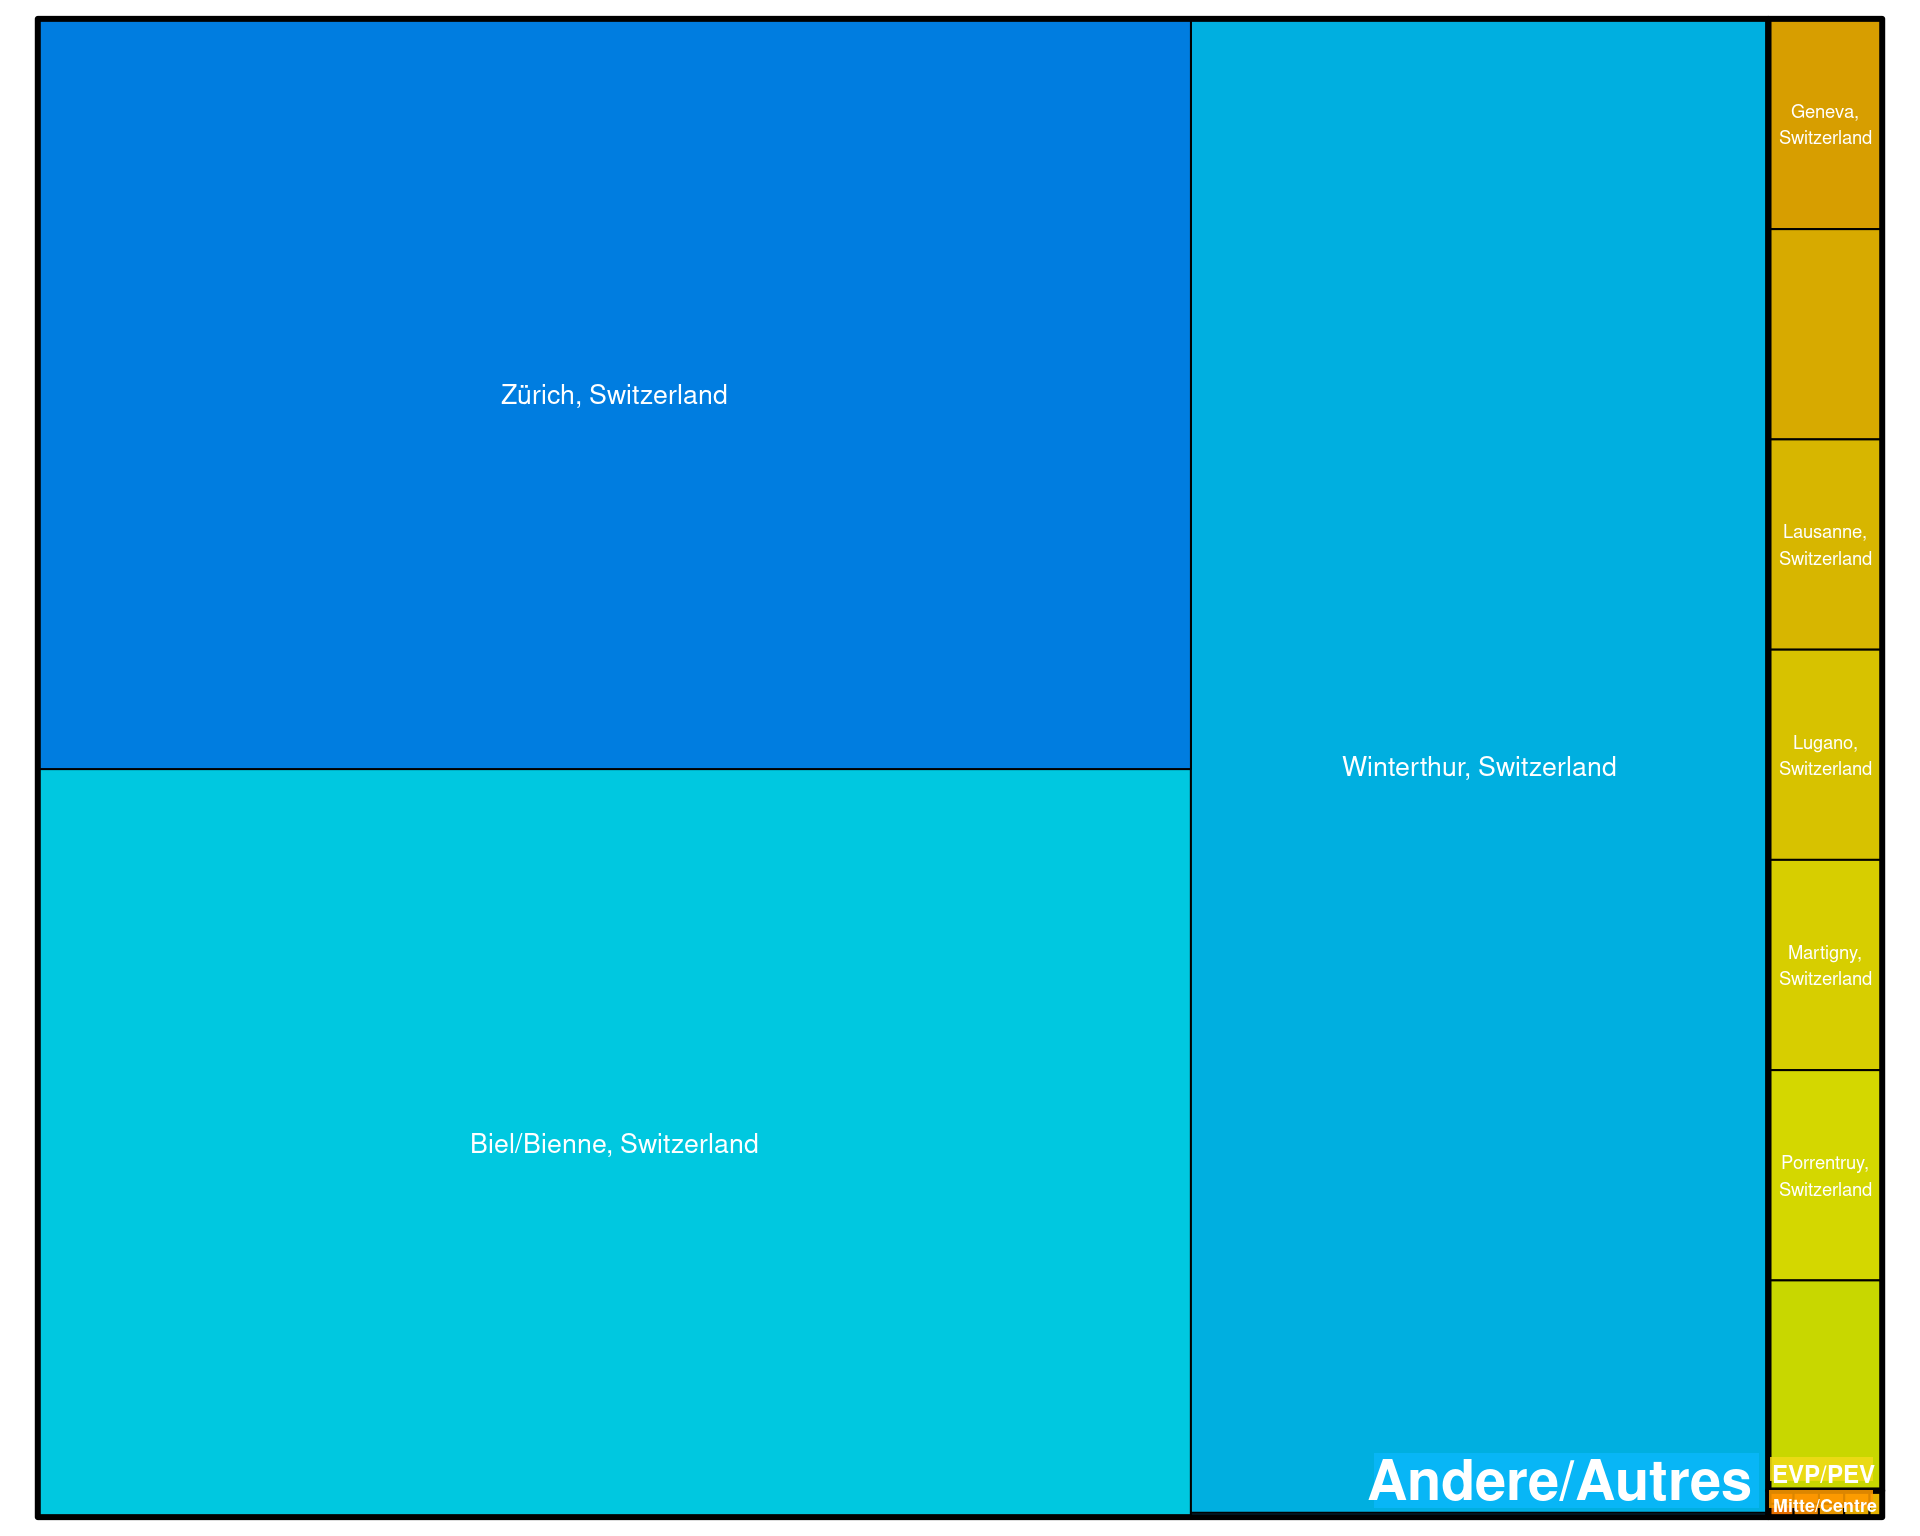 Zürich, Switzerland
Biel/Bienne, Switzerland
Winterthur, Switzerland
Andere/Autres
Geneva,
Switzerland
Lausanne,
Switzerland
Lugano,
Switzerland
Martigny,
Switzerland
Porrentruy,
Switzerland
EVP/PEV
Mitte/Centre